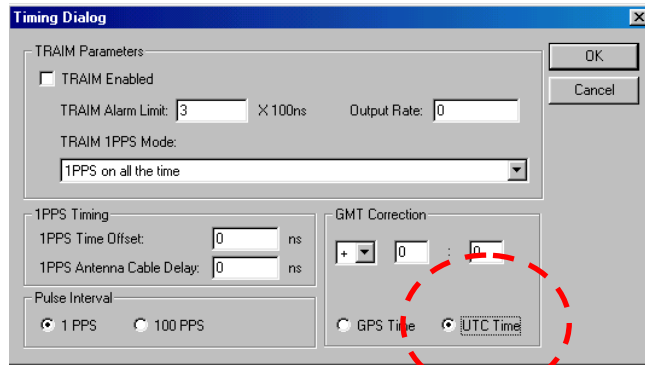 Timing Dialog
TRAIM Parameters
TRAIM Enabled
TRAIM Alarm Limit: 3 X 100ns Output Rate: 0
TRAIM 1PPS Mode:
1PPS on all the time
OK
Cancel
1PPS Timing
1PPS Time Offset: 0 ns
1PPS Antenna Cable Delay: 0 ns
GMT Correction
+ 0 : 0
Pulse Interval
1 PPS 100 PPS
GPS Time UTC Time